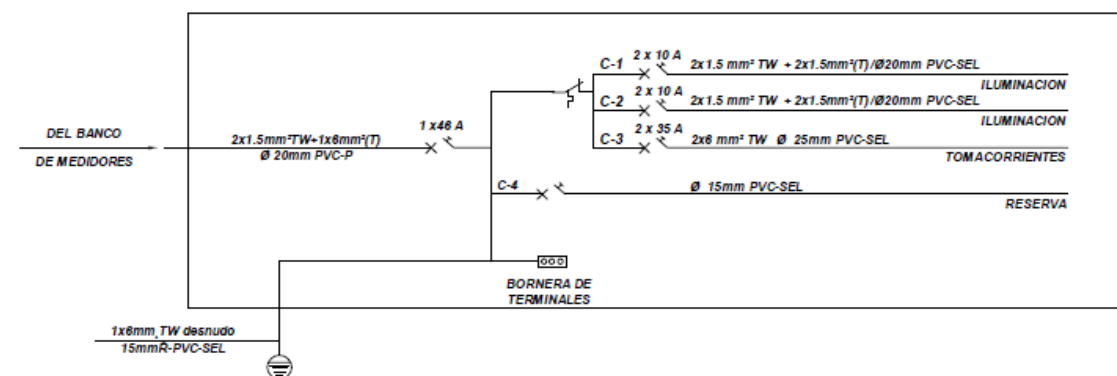 C-1 2 x 10 A 2x1.5 mm² TW + 2x1.5mm²(T)/Ø20mm PVC-SEL
ILUMINACION
C-2 2 x 10 A 2x1.5 mm² TW + 2x1.5mm²(T)/Ø20mm PVC-SEL
ILUMINACION
DEL BANCO
DE MEDIDORES
2x1.5mm²TW+1x6mm²(T)
Ø 20mm PVC-P
1 x46 A
C-3 2 x 35 A 2x6 mm² TW Ø 25mm PVC-SEL
TOMACORRIENTES
C-4 Ø 15mm PVC-SEL
RESERVA
BORNERA DE
TERMINALES
1x6mm TW desnudo
15mmR-PVC-SEL